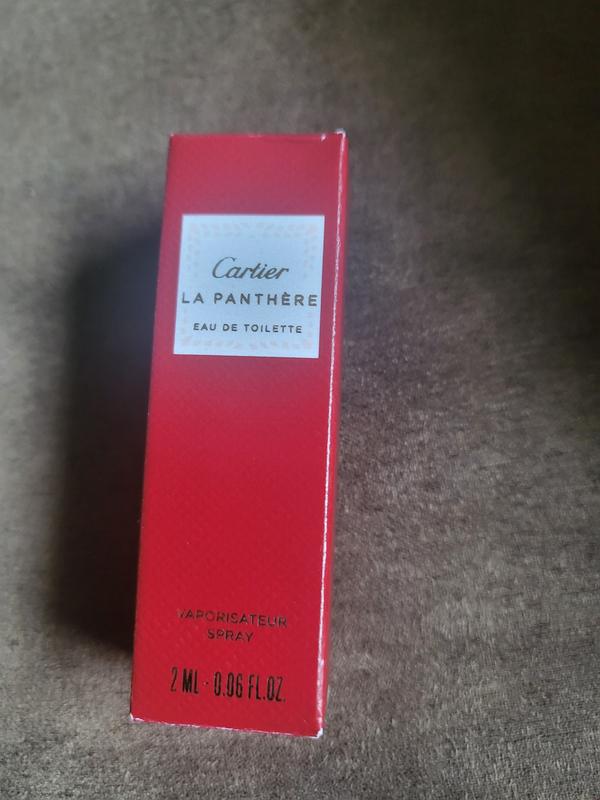 Cartier
LA PANTHÈRE
EAU DE TOILETTE
VAPORISATEUR
SPRAY
2 ML - 0.06 FL.OZ.